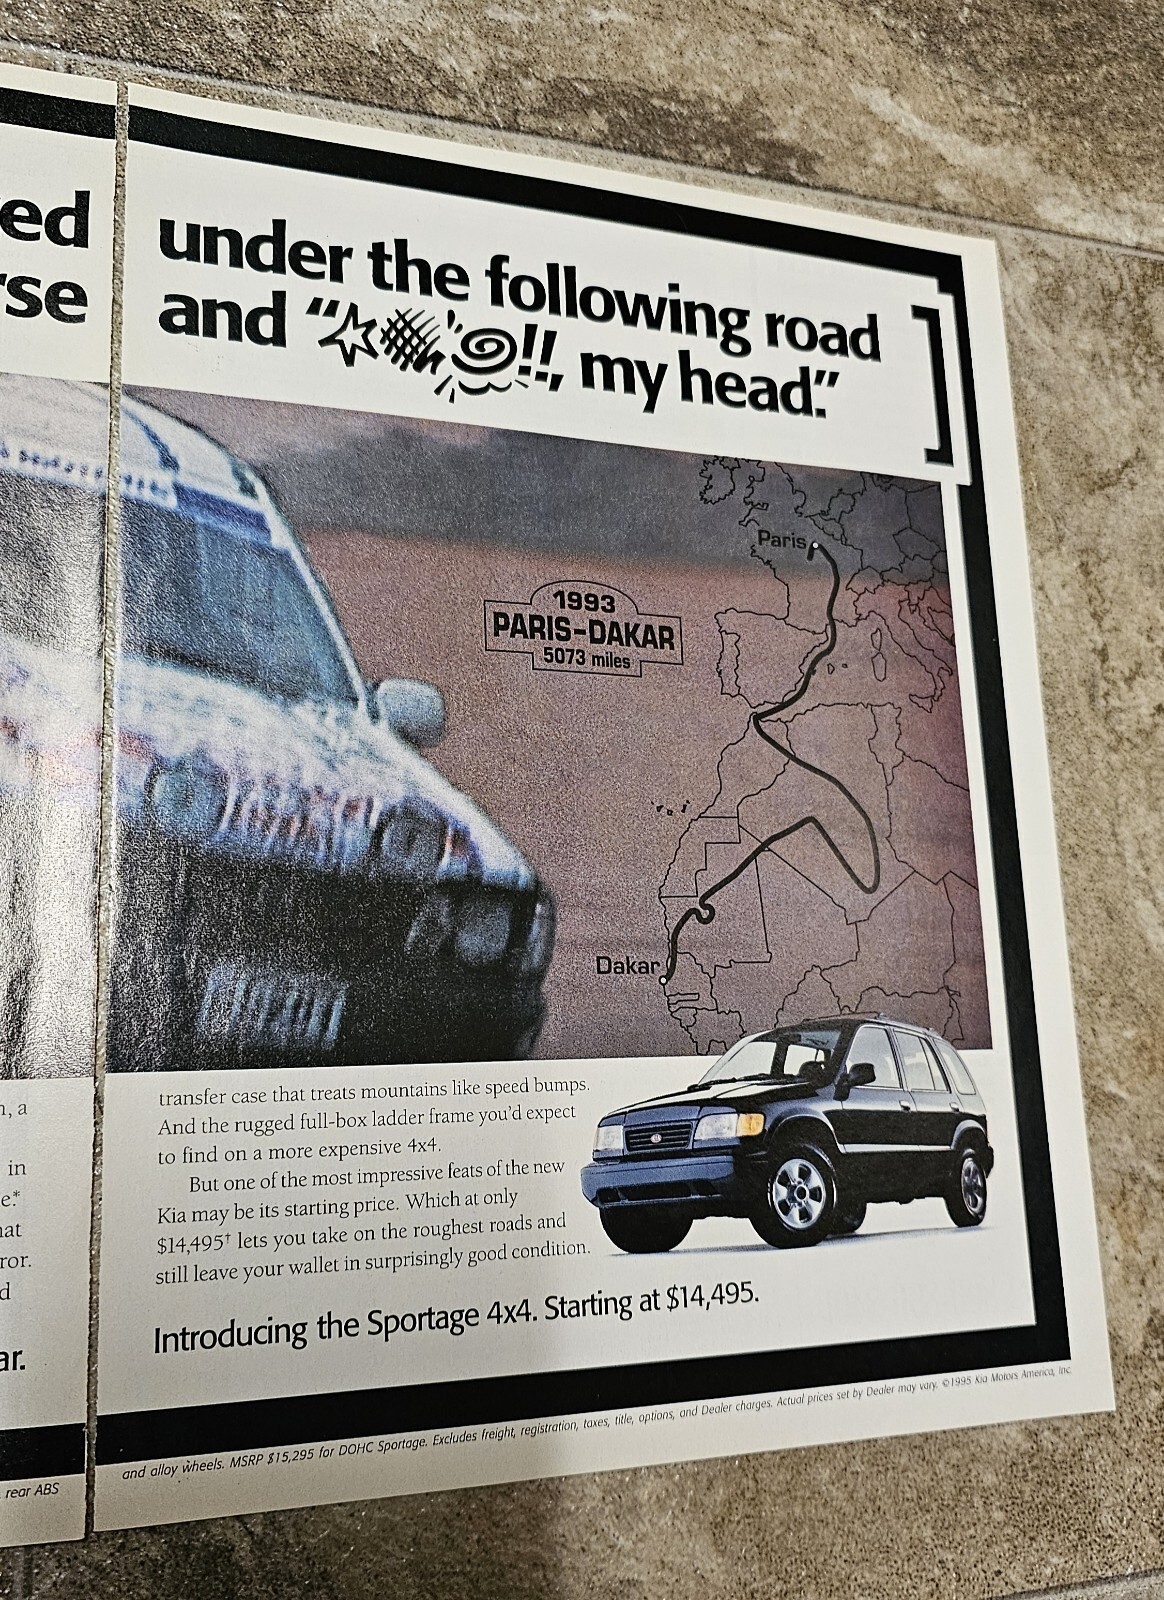 ed
rse
under the following road
and “ !!, my head.”
1993
PARIS-DAKAR
5073 miles
Paris
Dakar
n, a
in
e.*
hat
ror.
d
ar.
rear ABS
transfer case that treats mountains like speed bumps.
And the rugged full-box ladder frame you’d expect
to find on a more expensive 4x4.
But one of the most impressive feats of the new
Kia may be its starting price. Which at only
$14,495† lets you take on the roughest roads and
still leave your wallet in surprisingly good condition.
Introducing the Sportage 4x4. Starting at $14,495.
and alloy wheels. MSRP $15,295 for DOHC Sportage. Excludes freight, registration, taxes, title, options, and Dealer charges. Actual prices set by Dealer may vary. ©1995 Kia Motors America, Inc.